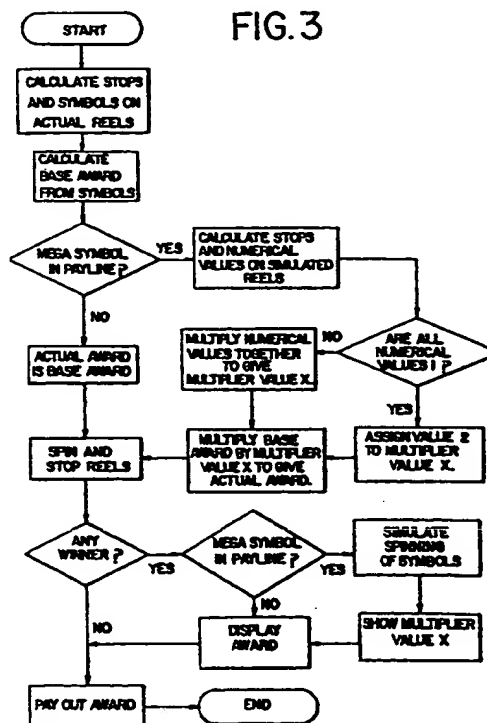 FIG. 3
START
CALCULATE STOPS
AND SYMBOLS ON
ACTUAL REELS
CALCULATE
BASE AWARD
FROM SYMBOLS
MEGA SYMBOL
IN PAYLINE?
YES
CALCULATE STOPS
AND NUMERICAL
VALUES ON SIMULATED
REELS
NO
ARE ALL
NUMERICAL
VALUES 1?
NO
MULTIPLY NUMERICAL
VALUES TOGETHER
TO GIVE
MULTIPLIER VALUE X.
ACTUAL AWARD
IS BASE AWARD
YES
ASSIGN VALUE 2
TO MULTIPLIER
VALUE X.
MULTIPLY BASE
AWARD BY MULTIPLIER
VALUE X TO GIVE
ACTUAL AWARD.
SPIN AND
STOP REELS
ANY
WINNER?
YES
MEGA SYMBOL
IN PAYLINE?
YES
SIMULATE
SPINNING
OF SYMBOLS
NO
NO
DISPLAY
AWARD
SHOW MULTIPLIER
VALUE X
PAY OUT AWARD
END